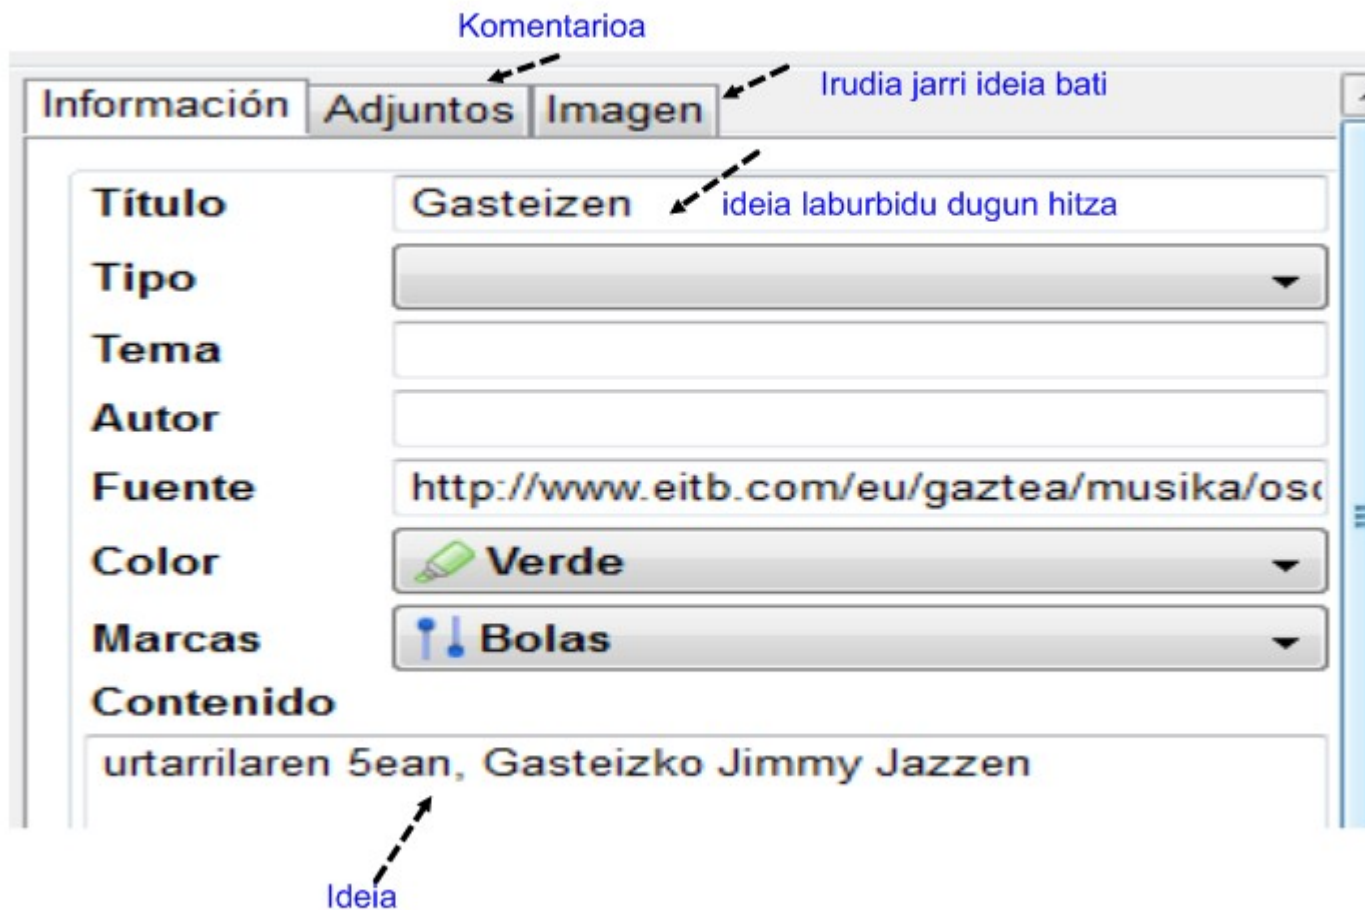 Komentarioa
Irudia jarri ideia bati
Información Adjuntos Imagen
Título Gasteizen ideia laburbidu dugun hitza
Tipo
Tema
Autor
Fuente http://www.eitb.com/eu/gaztea/musika/os
Color Verde
Marcas Bolas
Contenido
urtarrilaren 5ean, Gasteizko Jimmy Jazzen
Ideia